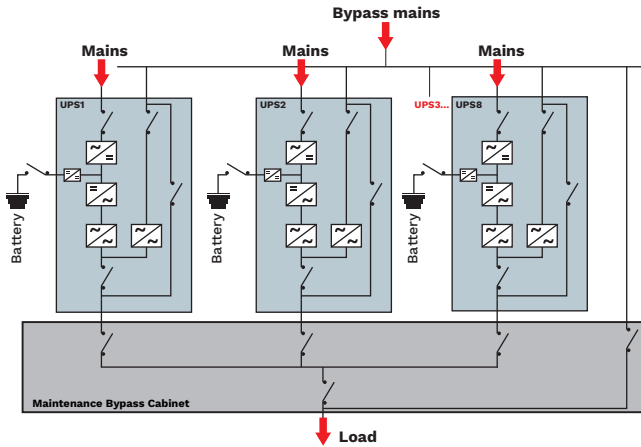 Bypass mains
Mains
Mains
Mains
UPS1
UPS2
UPS3...
UPS8
Battery
Battery
Battery
Maintenance Bypass Cabinet
Load